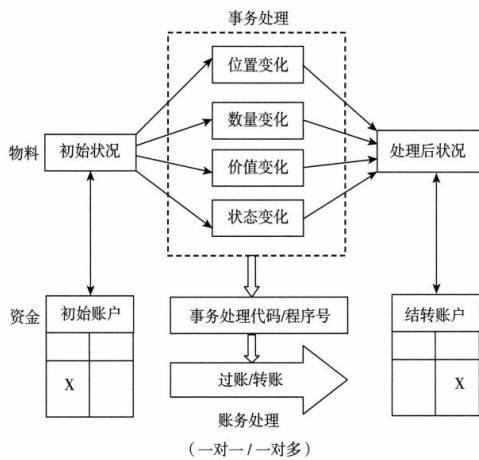 事务处理
位置变化
数量变化
物料
初始状况
价值变化
处理后状况
状态变化
资金
初始账户
事务处理代码/程序号
结转账户
X
过账/转账
X
账务处理
（一对一/一对多）